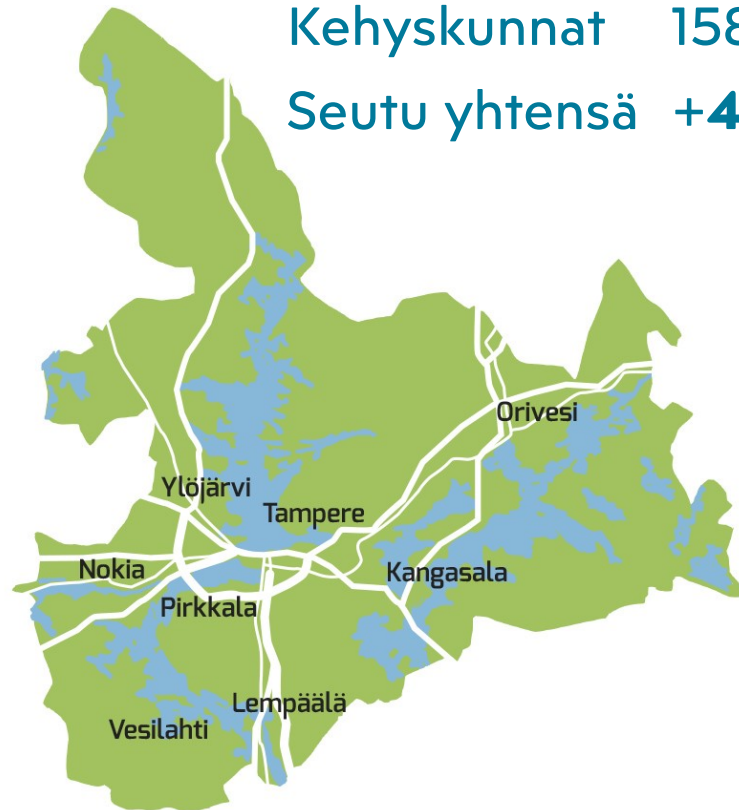 Kehyskunnat 158
Seutu yhtensä +4
Orivesi
Ylöjärvi
Tampere
Nokia
Kangasala
Pirkkala
Lempäälä
Vesilahti